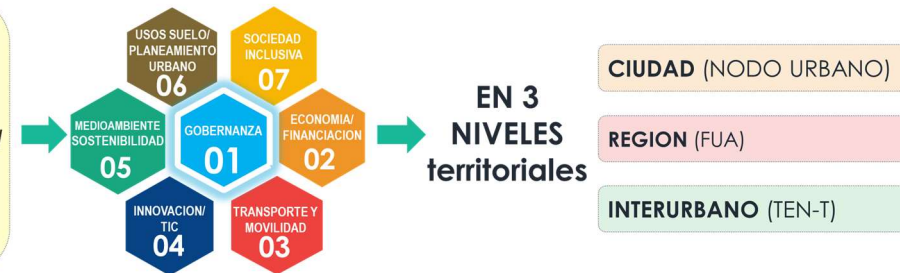 USOS SUELO/
PLANEAMIENTO
URBANO
06
SOCIEDAD
INCLUSIVA
07
MEDIOAMBIENTE
SOSTENIBILIDAD
05
GOBERNANZA
01
ECONOMIA/
FINANCIACION
02
INNOVACION/
TIC
04
TRANSPORTE Y
MOVILIDAD
03
EN 3
NIVELES
territoriales
CIUDAD (NODO URBANO)
REGION (FUA)
INTERURBANO (TEN-T)